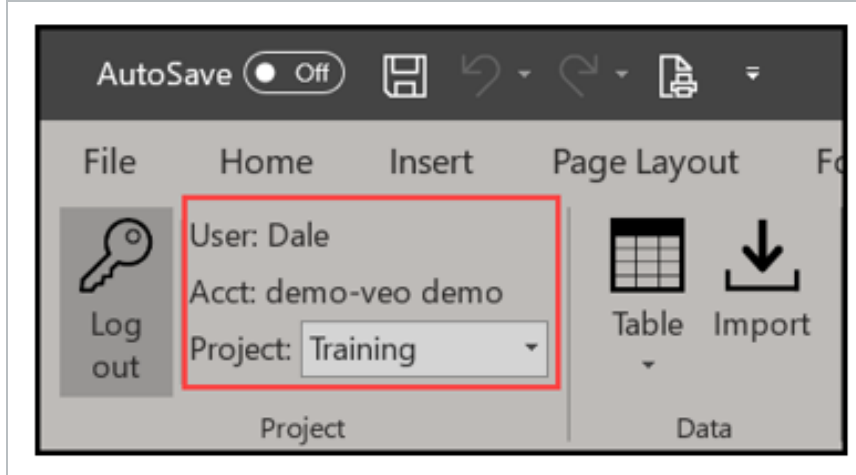 AutoSave Off
File Home Insert Page Layout
User: Dale
Acct: demo-veo demo
Project: Training
Log out
Table Import
Project Data